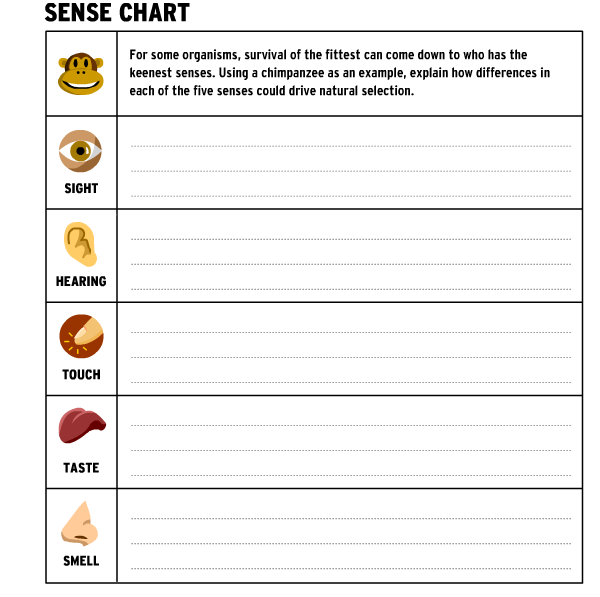 SENSE CHART
For some organisms, survival of the fittest can come down to who has the
keenest senses. Using a chimpanzee as an example, explain how differences in
each of the five senses could drive natural selection.
SIGHT
HEARING
TOUCH
TASTE
SMELL